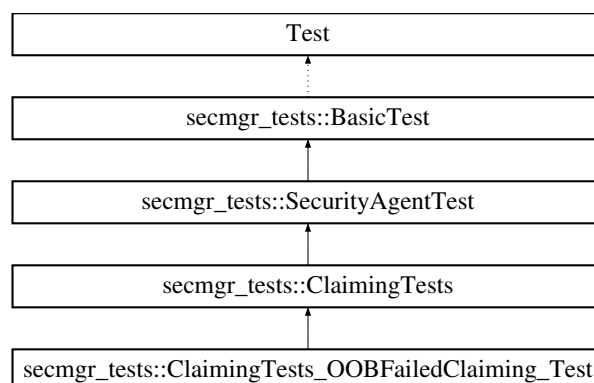 Test
secmgr_tests::BasicTest
secmgr_tests::SecurityAgentTest
secmgr_tests::ClaimingTests
secmgr_tests::ClaimingTests_OOBFailedClaiming_Test